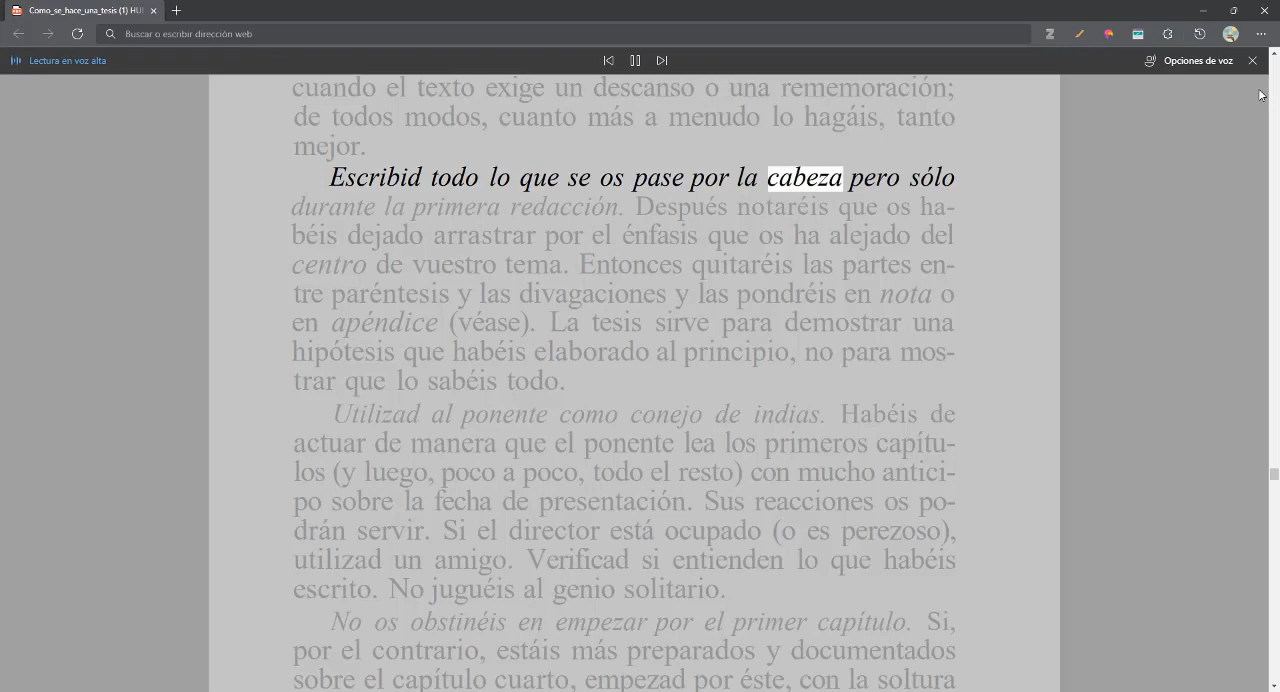 Como_se_hace_una_tesis (1) HUI
Buscar o escribir dirección web
Lectura en voz alta
Opciones de voz
cuando el texto exige un descanso o una rememoración;
de todos modos, cuanto más a menudo lo hagáis, tanto
mejor.
Escribid todo lo que se os pase por la cabeza pero sólo
durante la primera redacción. Después notaréis que os ha-
béis dejado arrastrar por el énfasis que os ha alejado del
centro de vuestro tema. Entonces quitaréis las partes en-
tre paréntesis y las divagaciones y las pondréis en nota o
en apéndice (véase). La tesis sirve para demostrar una
hipótesis que habéis elaborado al principio, no para mos-
trar que lo sabéis todo.
Utilizad al ponente como conejo de indias. Habéis de
actuar de manera que el ponente lea los primeros capítu-
los (y luego, poco a poco, todo el resto) con mucho antici-
po sobre la fecha de presentación. Sus reacciones os po-
drán servir. Si el director está ocupado (o es perezoso),
utilizad un amigo. Verificad si entienden lo que habéis
escrito. No juguéis al genio solitario.
No os obstinéis en empezar por el primer capítulo. Si,
por el contrario, estáis más preparados y documentados
sobre el capítulo cuarto, empezad por éste, con la soltura